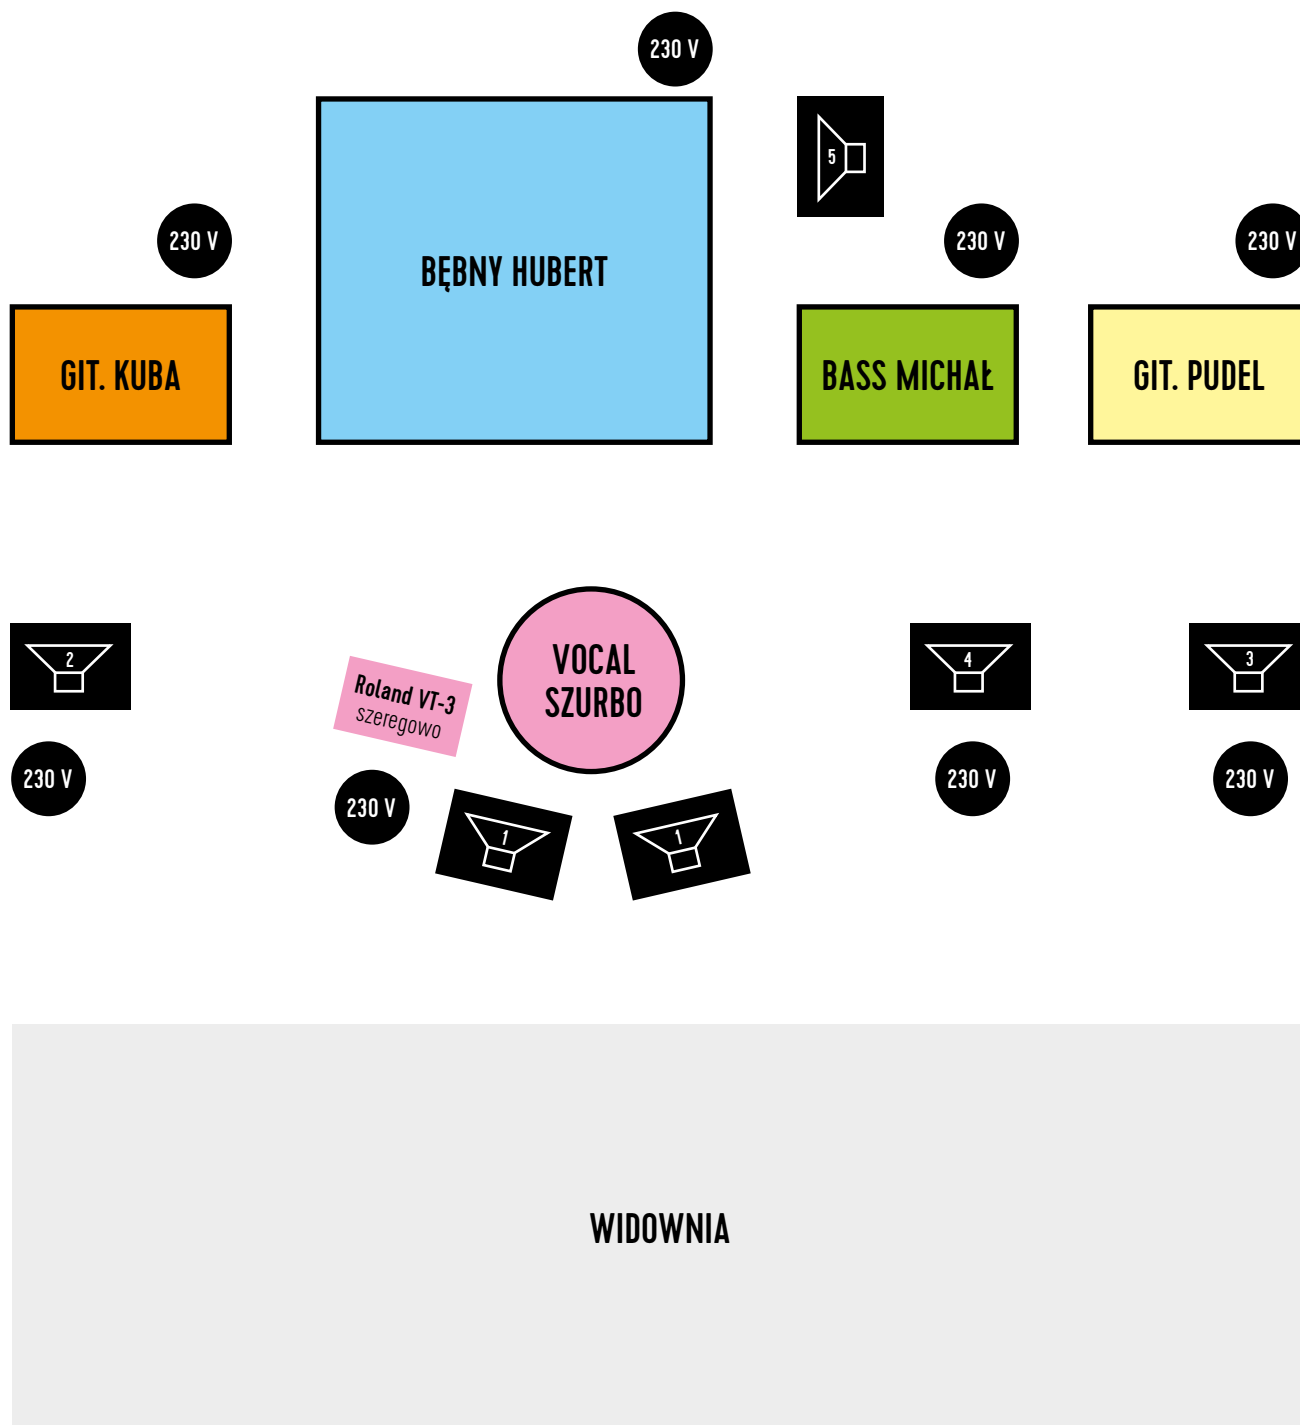 230 V
5
230 V
230 V
230 V
BĘBNY HUBERT
GIT. KUBA
BASS MICHAŁ
GIT. PUDEL
2
VOCAL
SZURBO
4
3
Roland VT-3
szeregowo
230 V
230 V
230 V
230 V
1
1
WIDOWNIA